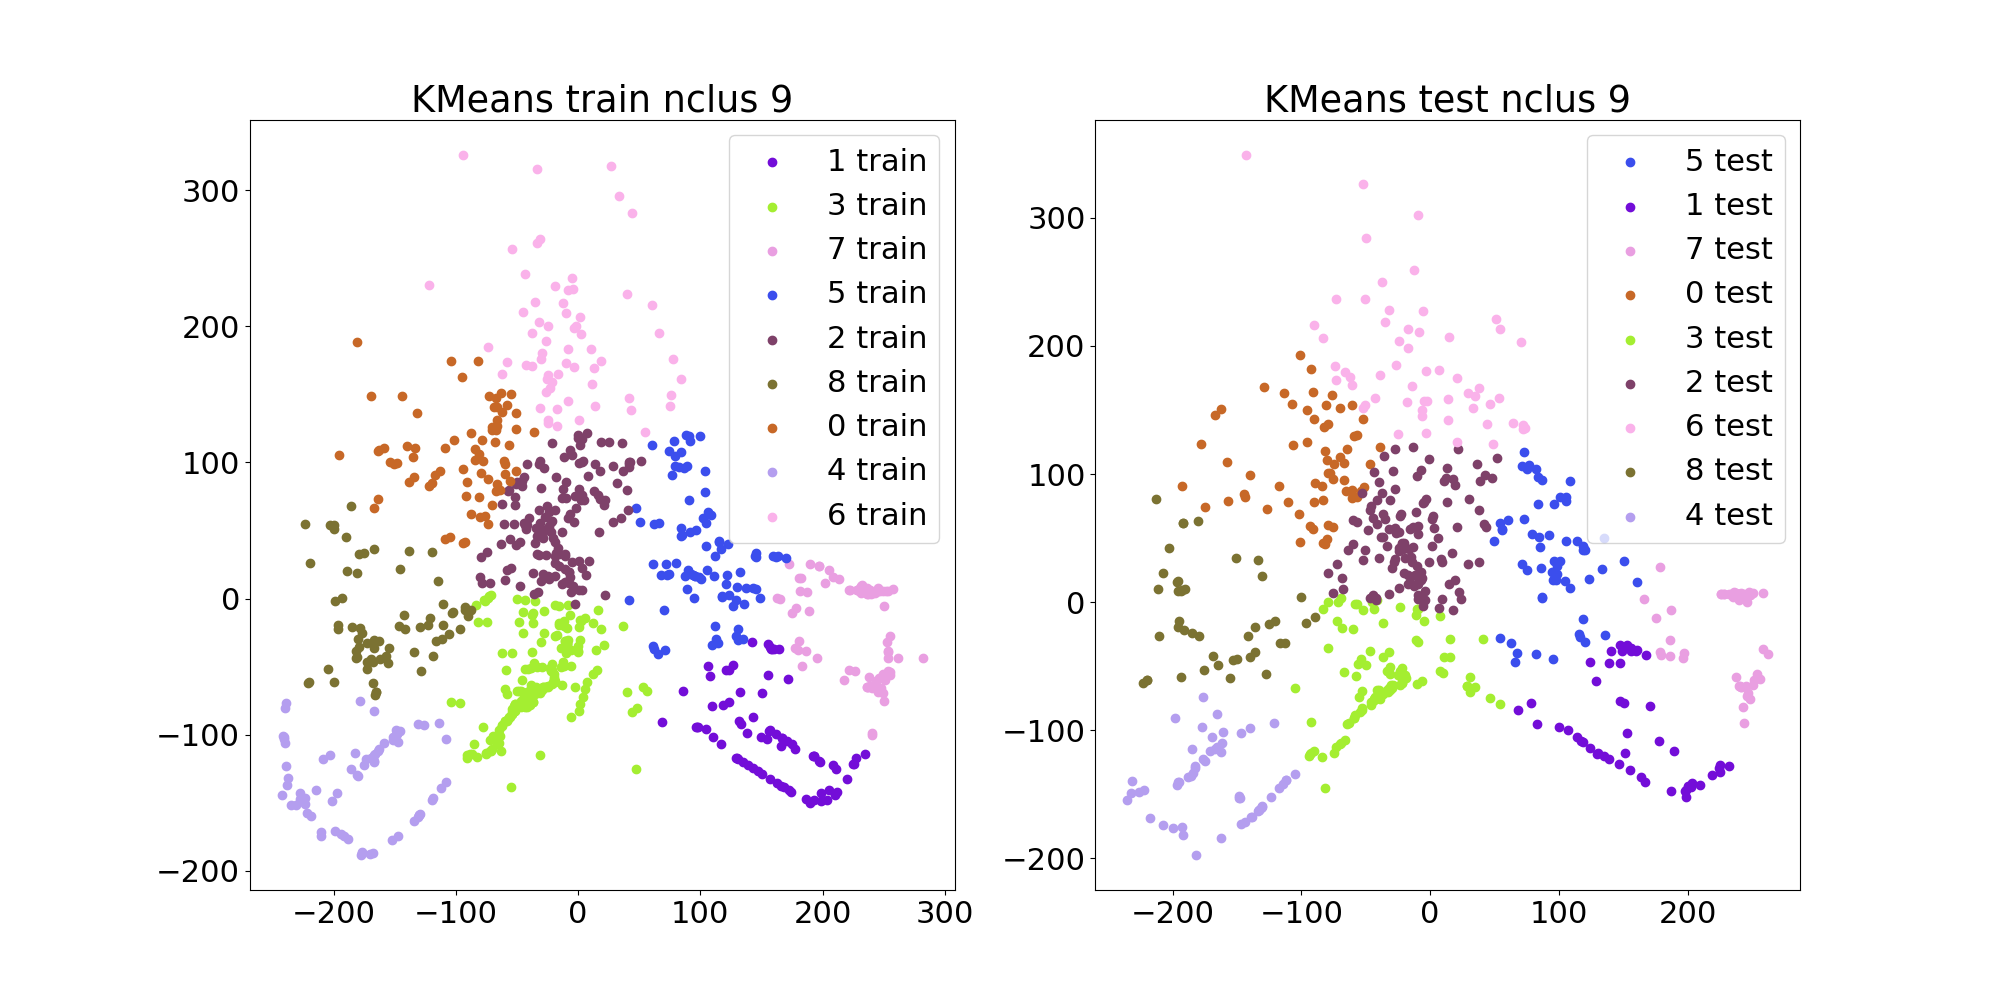 KMeans train nclus 9
300
200
100
0
−100
−200
−200
−100
0
100
200
300
1 train
3 train
7 train
5 train
2 train
8 train
0 train
4 train
6 train
KMeans test nclus 9
300
200
100
0
−100
−200
−200
−100
0
100
200
5 test
1 test
7 test
0 test
3 test
2 test
6 test
8 test
4 test